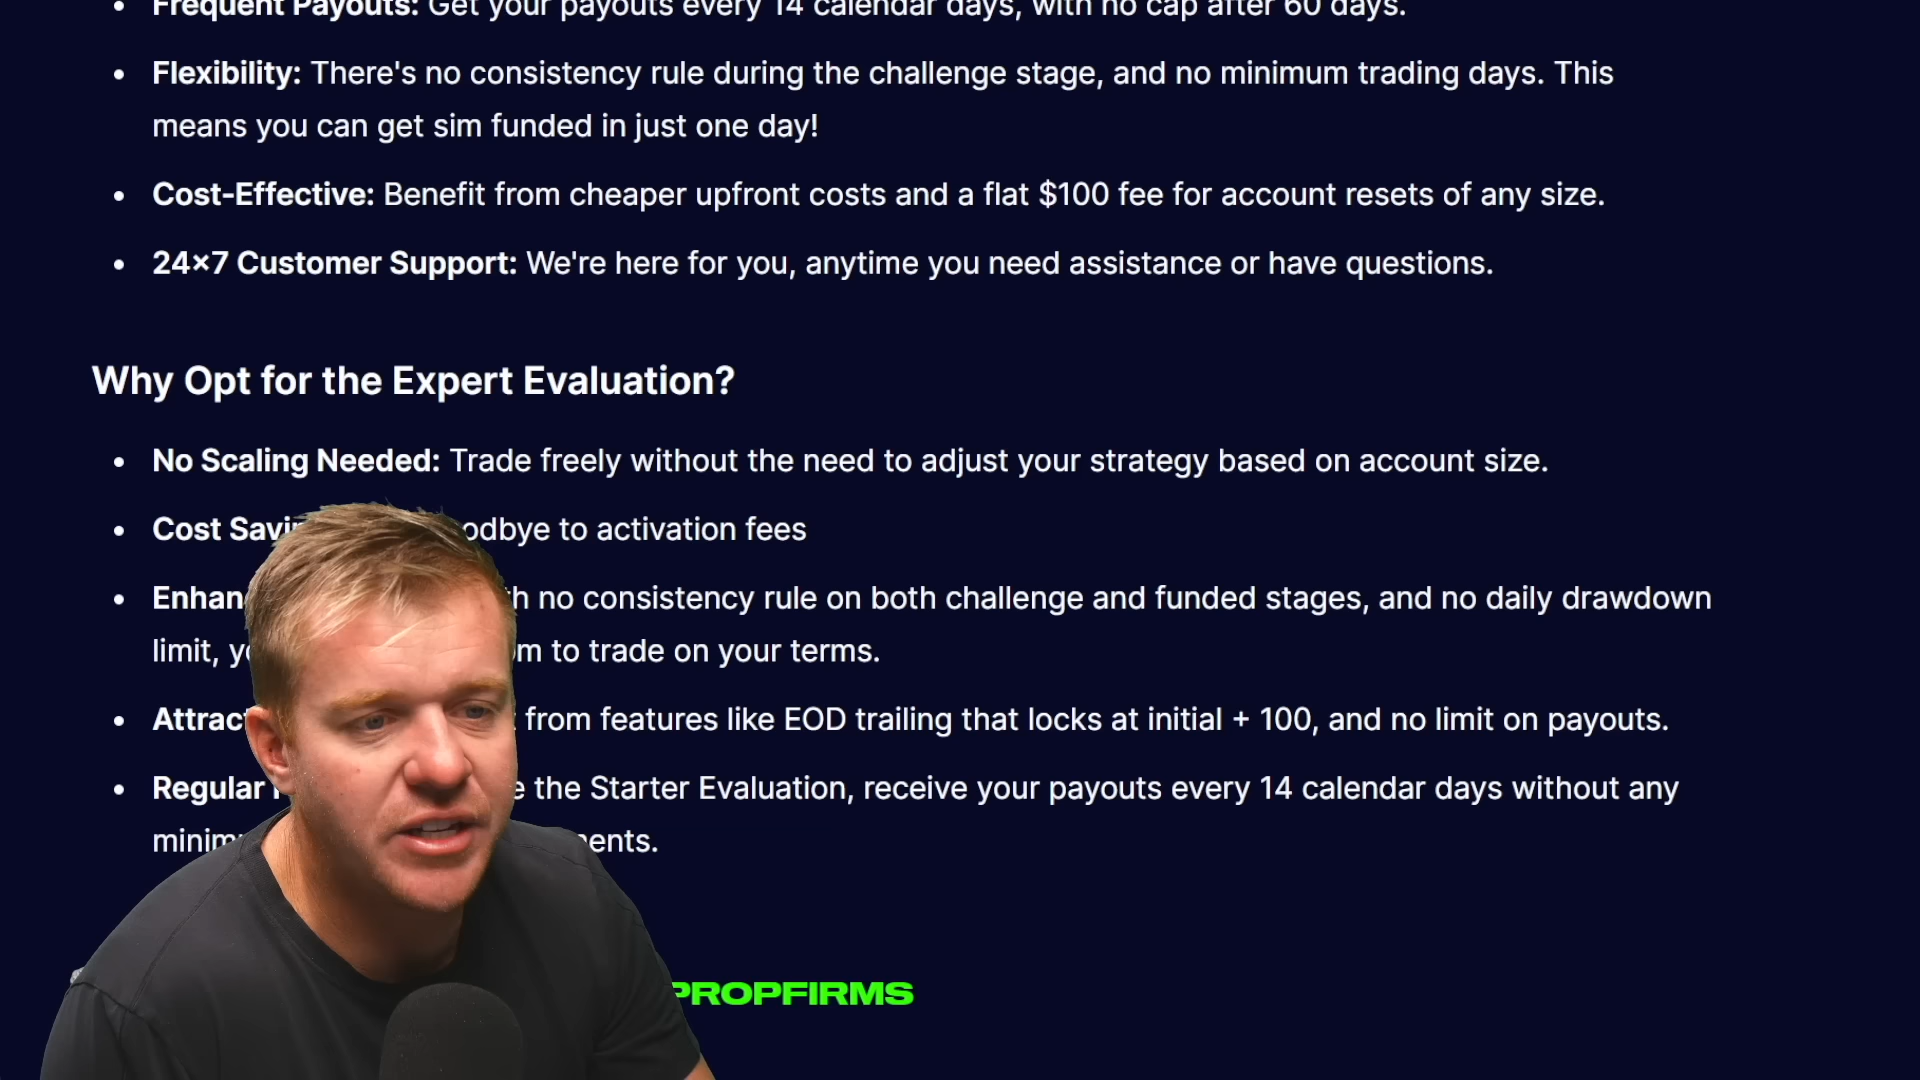 Frequent Payouts: Get your payouts every 14 calendar days, with no cap after 60 days.
Flexibility: There's no consistency rule during the challenge stage, and no minimum trading days. This
means you can get sim funded in just one day!
Cost-Effective: Benefit from cheaper upfront costs and a flat $100 fee for account resets of any size.
24×7 Customer Support: We're here for you, anytime you need assistance or have questions.
Why Opt for the Expert Evaluation?
No Scaling Needed: Trade freely without the need to adjust your strategy based on account size.
Cost to activation fees
no consistency rule on both challenge and funded stages, and no daily drawdown
limit, to trade on your terms.
from features like EOD trailing that locks at initial + 100, and no limit on payouts.
Regular the Starter Evaluation, receive your payouts every 14 calendar days without any
PROPFIRMS